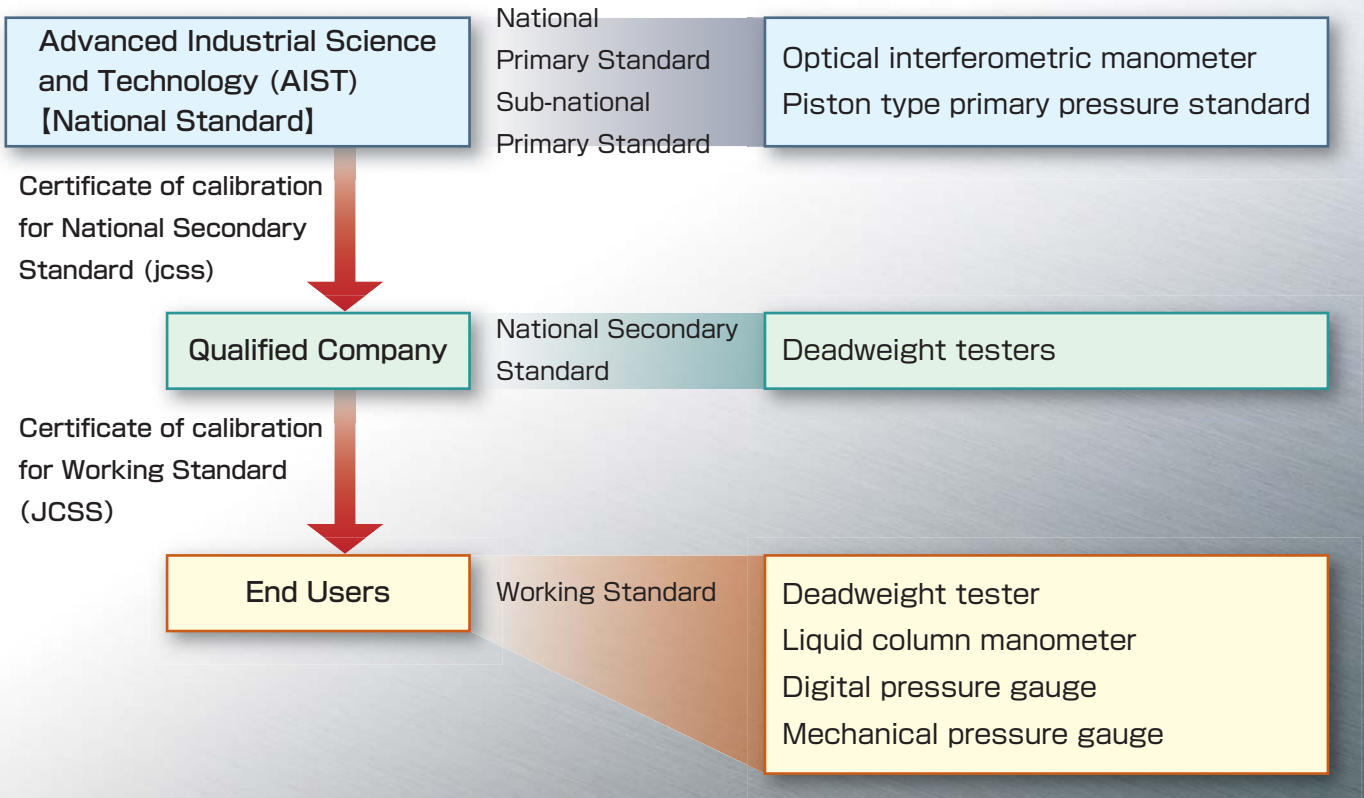 Advanced Industrial Science
and Technology (AIST)
【National Standard】
National
Primary Standard
Sub-national
Primary Standard
Optical interferometric manometer
Piston type primary pressure standard
Certificate of calibration
for National Secondary
Standard (jcss)
Qualified Company
National Secondary
Standard
Deadweight testers
Certificate of calibration
for Working Standard
(JCSS)
End Users
Working Standard
Deadweight tester
Liquid column manometer
Digital pressure gauge
Mechanical pressure gauge